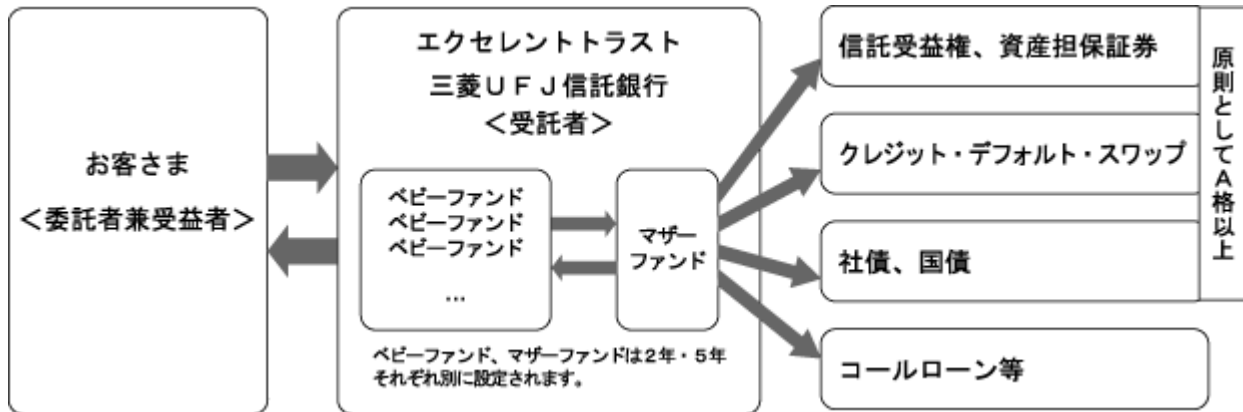 お客さま
＜委託者兼受益者＞
エクセレントトラスト
三菱ＵＦＪ信託銀行
＜受託者＞
ベビーファンド
ベビーファンド
ベビーファンド
…
マザー
ファンド
ベビーファンド、マザーファンドは２年・５年
それぞれ別に設定されます。
信託受益権、資産担保証券
クレジット・デフォルト・スワップ
社債、国債
コールローン等
原則としてＡ格以上